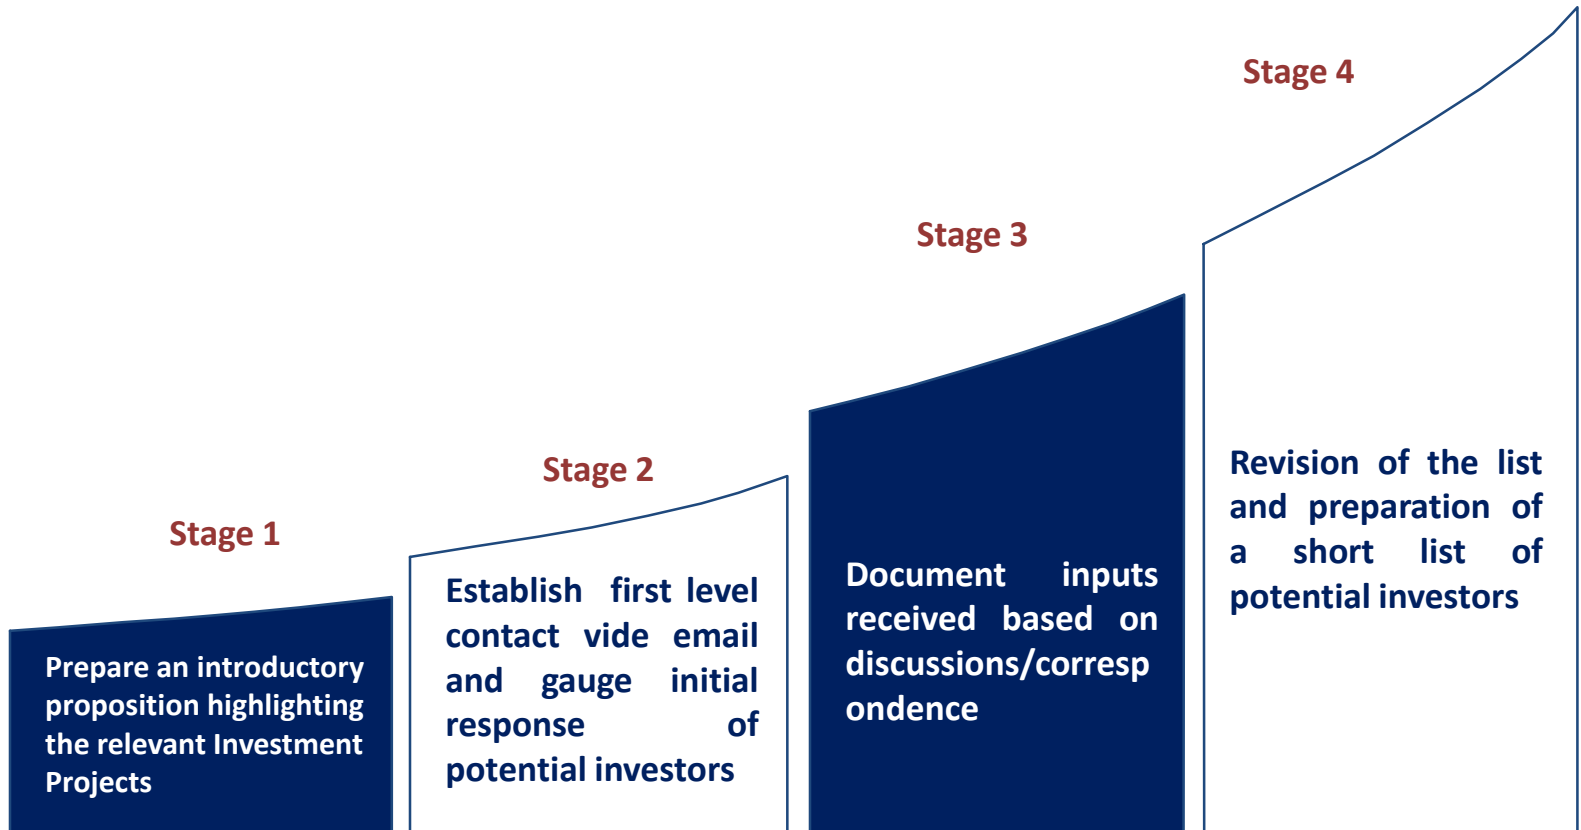 Stage 1
Prepare an introductory
proposition highlighting
the relevant Investment
Projects
Stage 2
Establish first level
contact vide email
and gauge initial
response of
potential investors
Stage 3
Document inputs
received based on
discussions/corresp
ondence
Stage 4
Revision of the list
and preparation of
a short list of
potential investors